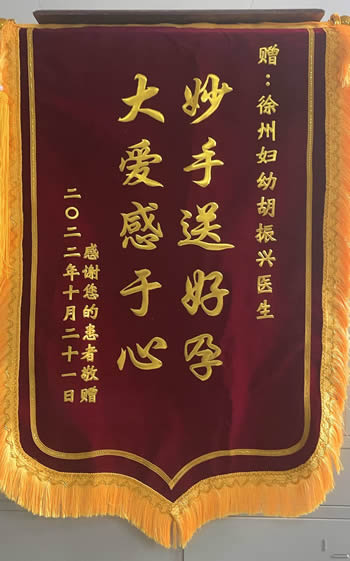 赠：徐州妇幼胡振兴医生
妙手送好孕
大爱感于心
感谢您的患者敬赠
二〇二二年十月二十一日